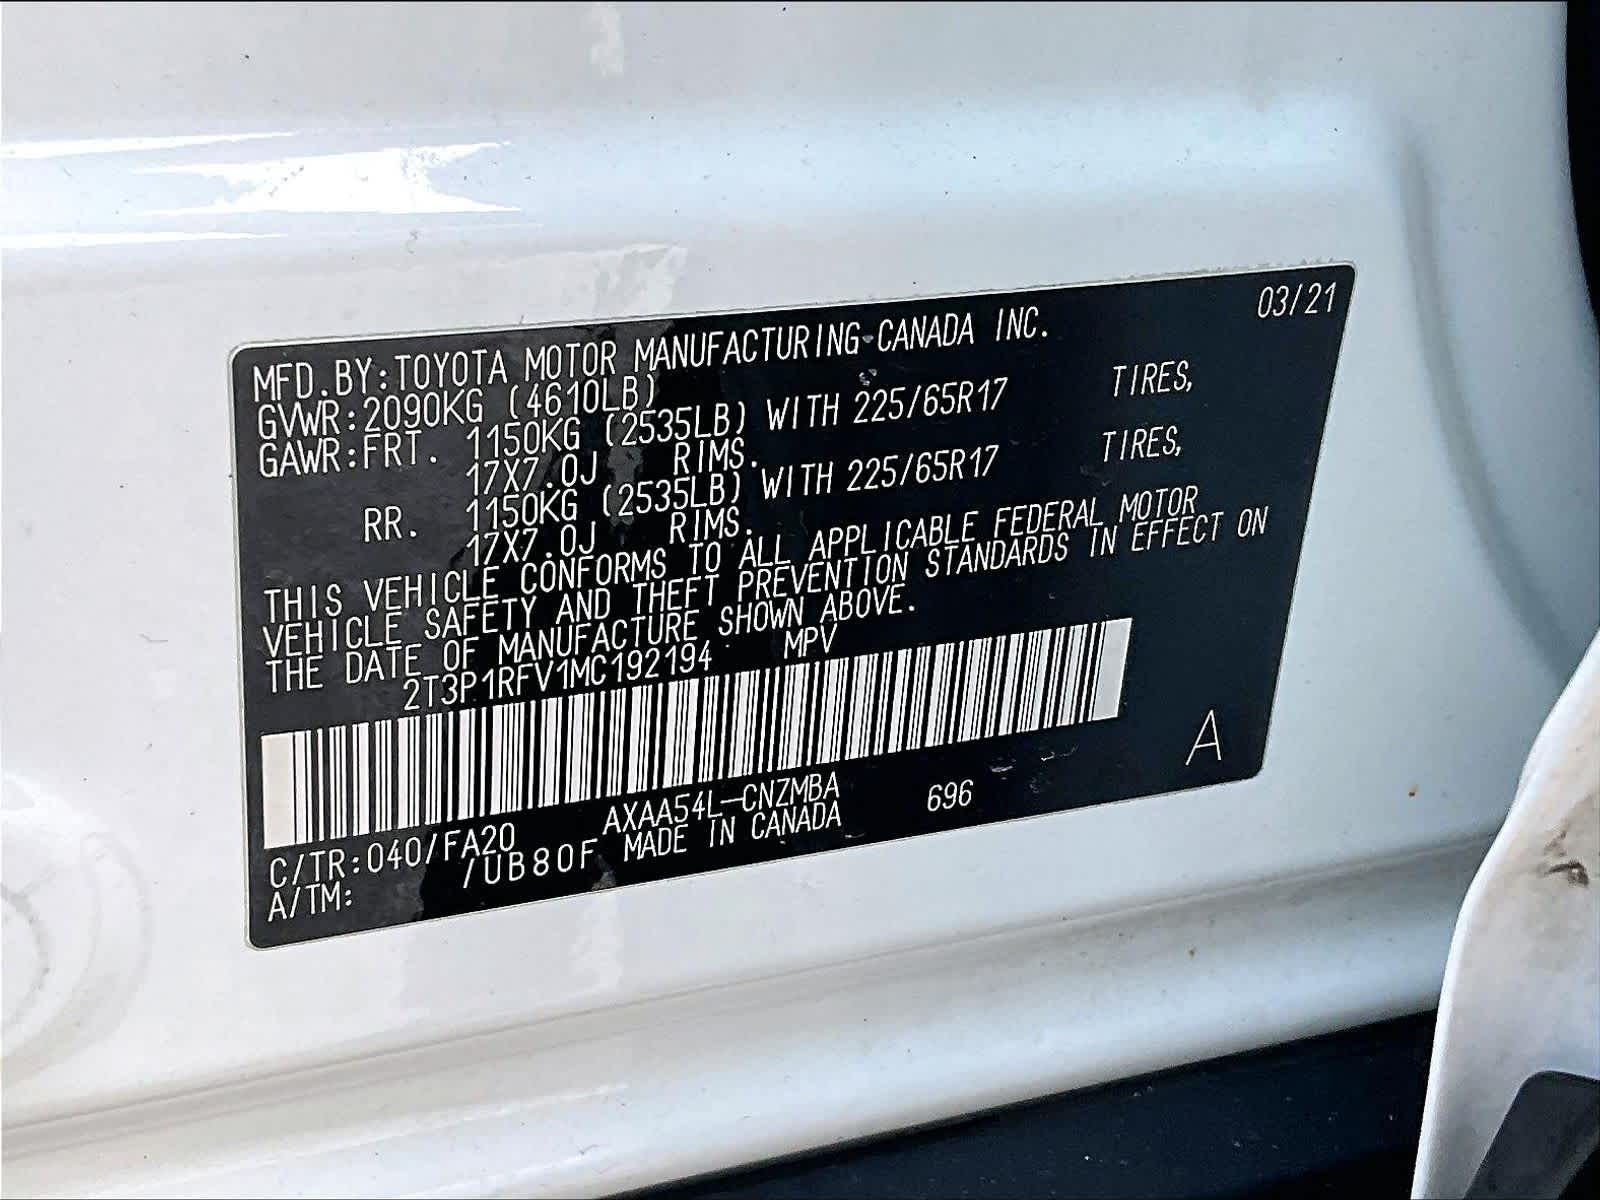 03/21
MFD.BY:TOYOTA MOTOR MANUFACTURING-CANADA INC.
GVWR:2090KG (4610LB)
GAWR:FRT. 1150KG (2535LB) WITH 225/65R17 TIRES,
17X7.0J RIMS.
RR. 1150KG (2535LB) WITH 225/65R17 TIRES,
17X7.0J RIMS.
THIS VEHICLE CONFORMS TO ALL APPLICABLE FEDERAL MOTOR
VEHICLE SAFETY AND THEFT PREVENTION STANDARDS IN EFFECT ON
THE DATE OF MANUFACTURE SHOWN ABOVE.
2T3P1RFV1MC192194 MPV
A
C/TR:040/FA20 AXAA54L-CNZMBA 696
A/TM: /UB80F MADE IN CANADA